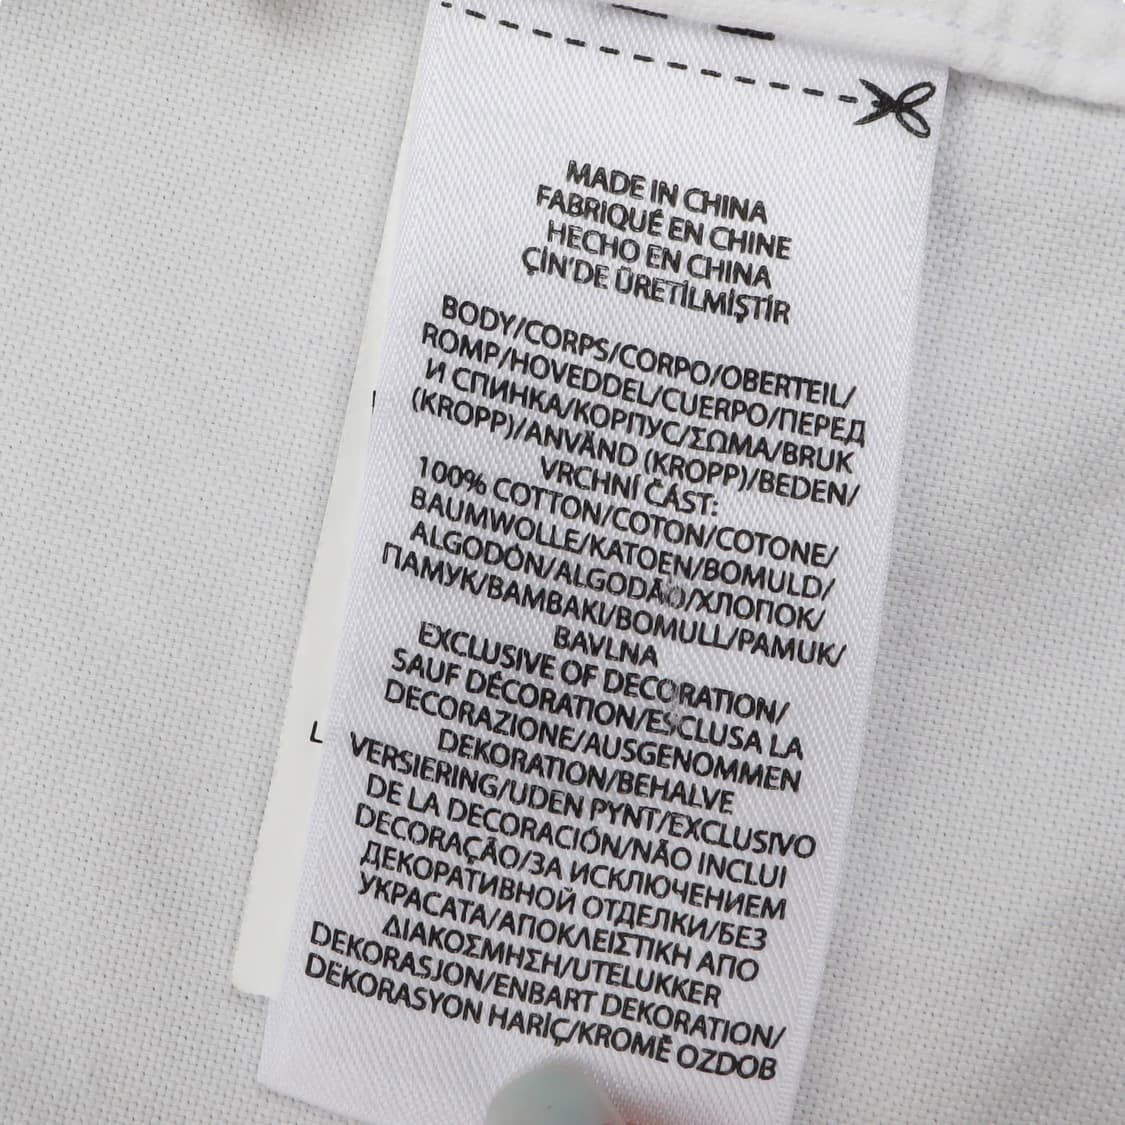 MADE IN CHINA
FABRIQUÉ EN CHINE
HECHO EN CHINA
ÇİN'DE ÜRETİLMİŞTİR
BODY/CORPS/CORPO/OBERTEIL/
ROMP/HOVEDDEL/CUERPO/ПЕРЕД
И СПИНКА/КОРПУС/ΣΩΜΑ/BRUK
(KROPP)/ANVÄND (KROPP)/BEDEN/
VRCHNÍ ČÁST:
100% COTTON/COTON/COTONE/
BAUMWOLLE/KATOEN/BOMULD/
ALGODÓN/ALGODÃO/ХЛОПОК/
ПАМУК/BAMBAKI/BOMULL/PAMUK/
BAVLNA
EXCLUSIVE OF DECORATION/
SAUF DÉCORATION/ESCLUSA LA
DECORAZIONE/AUSGENOMMEN
DEKORATION/BEHALVE
VERSIERING/UDEN PYNT/EXCLUSIVO
DE LA DECORACIÓN/NÃO INCLUI
DECORAÇÃO/ЗА ИСКЛЮЧЕНИЕМ
ДЕКОРАТИВНОЙ ОТДЕЛКИ/БЕЗ
УКРАСАТА/ΑΠΟΚΛΕΙΣΤΙΚΗ ΑΠΟ
ΔΙΑΚΟΣΜΗΣΗ/UTELUKKER
DEKORASJON/ENBART DEKORATION/
DEKORASYON HARİÇ/KROMĚ OZDOB
L